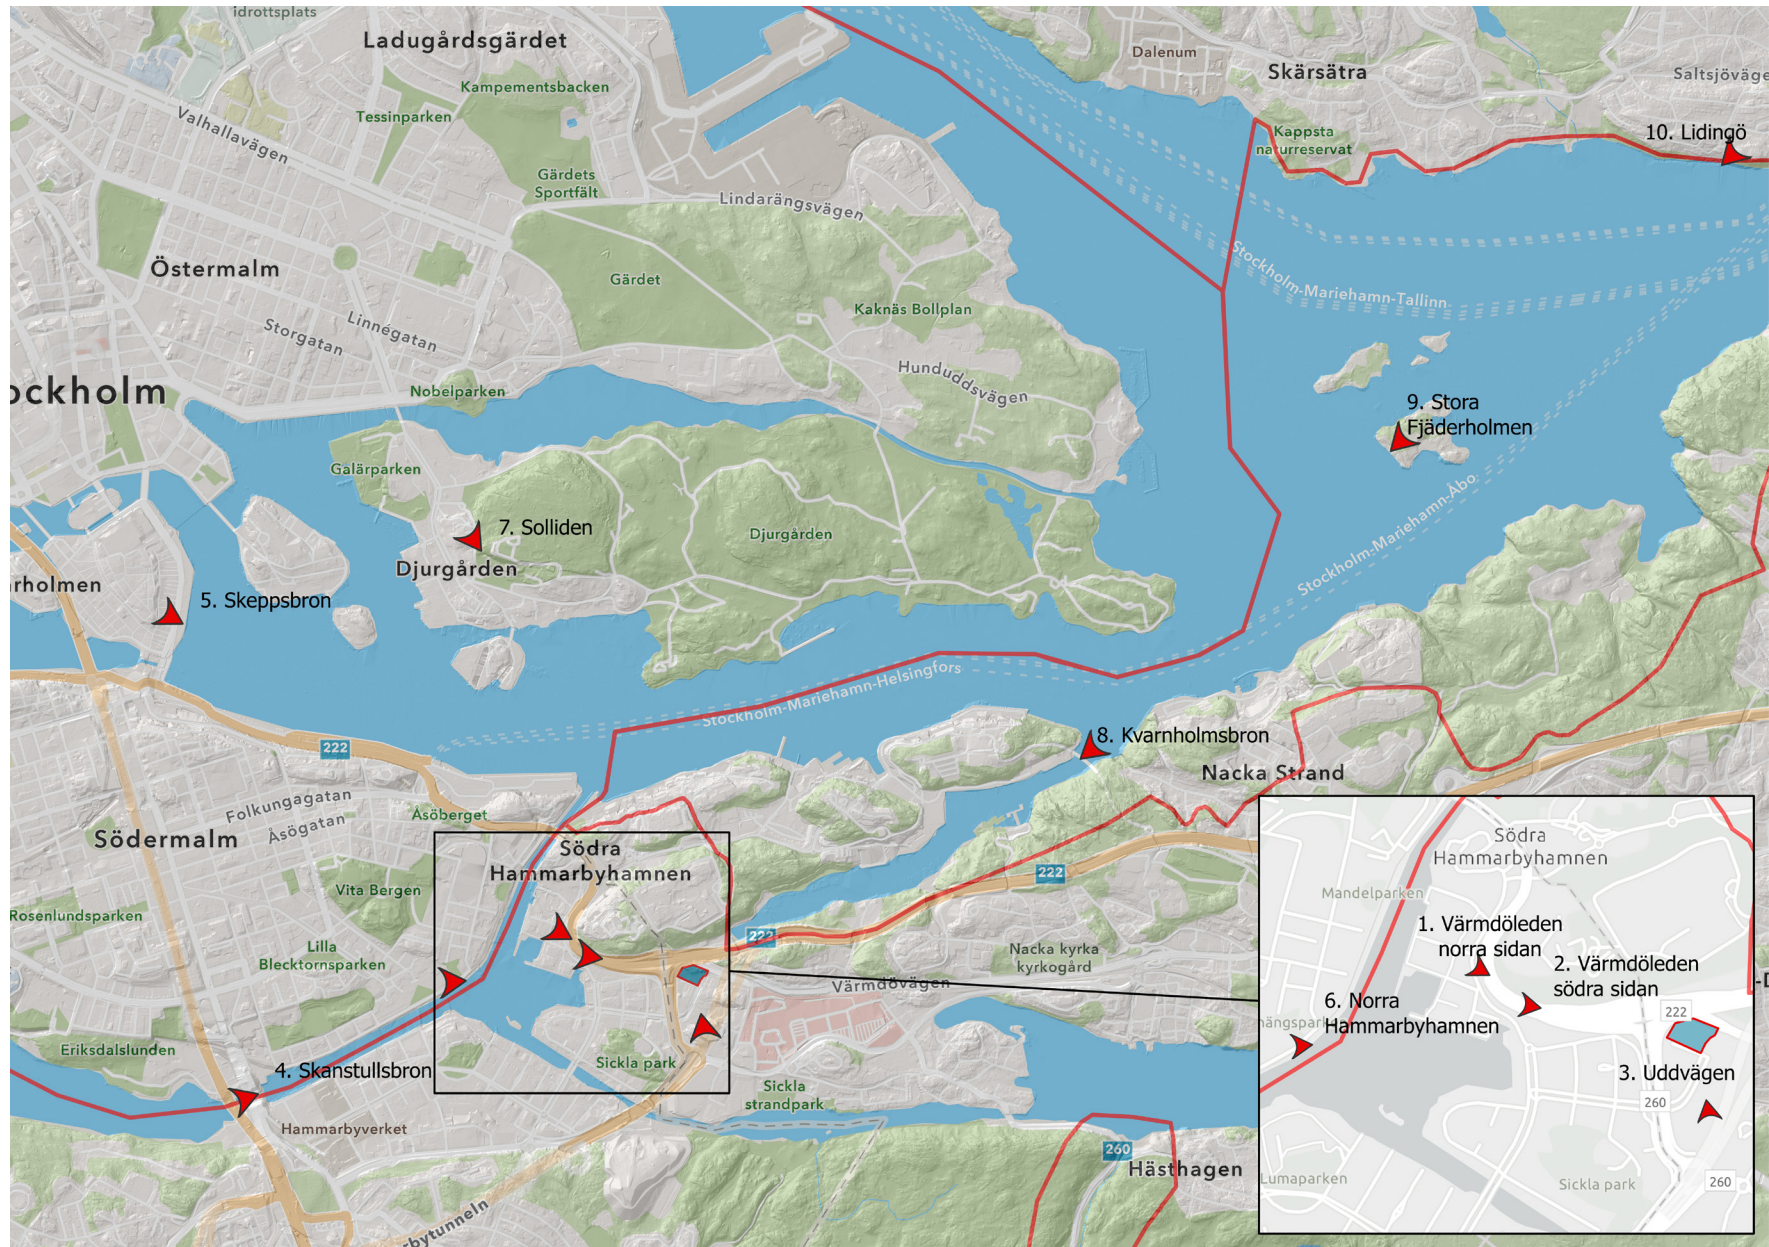 idrottsplats
Ladugårdsgärdet
Dalenum
Skärsätra
Saltsjöväge
Kampementsbacken
Tessinparken
Valhallavägen
10. Lidingö
Kappsta
naturreservat
Gärdets
Sportfält
Lindarängsvägen
Östermalm
Gärdet
Stockholm-Mariehamn-Tallinn
Kaknäs Bollplan
Linnégatan
Storgatan
Hunduddsvägen
ockholm
Nobelparken
9. Stora
Fjäderholmen
Galärparken
7. Solliden
Djurgården
Stockholm-Mariehamn-Åbo
Djurgården
arholmen
5. Skeppsbron
Stockholm-Mariehamn-Helsingfors
222
8. Kvarnholmsbron
Nacka Strand
Folkungagatan
Åsögatan
Åsöberget
Södermalm
Södra
Hammarbyhamnen
222
Vita Bergen
Rosenlundsparken
Lilla
Blecktornsparken
222
Nacka kyrka
kyrkogård
Värmdövägen
Eriksdalslunden
4. Skanstullsbron
Sickla park
Sickla
strandpark
Hammarbyverket
260
Hästhagen
rbytunneln
Södra
Hammarbyhamnen
Mandelparken
1. Värmdöleden
norra sidan
2. Värmdöleden
södra sidan
6. Norra
Hammarbyhamnen
222
3. Uddvägen
260
Lumaparken
Sickla park
260